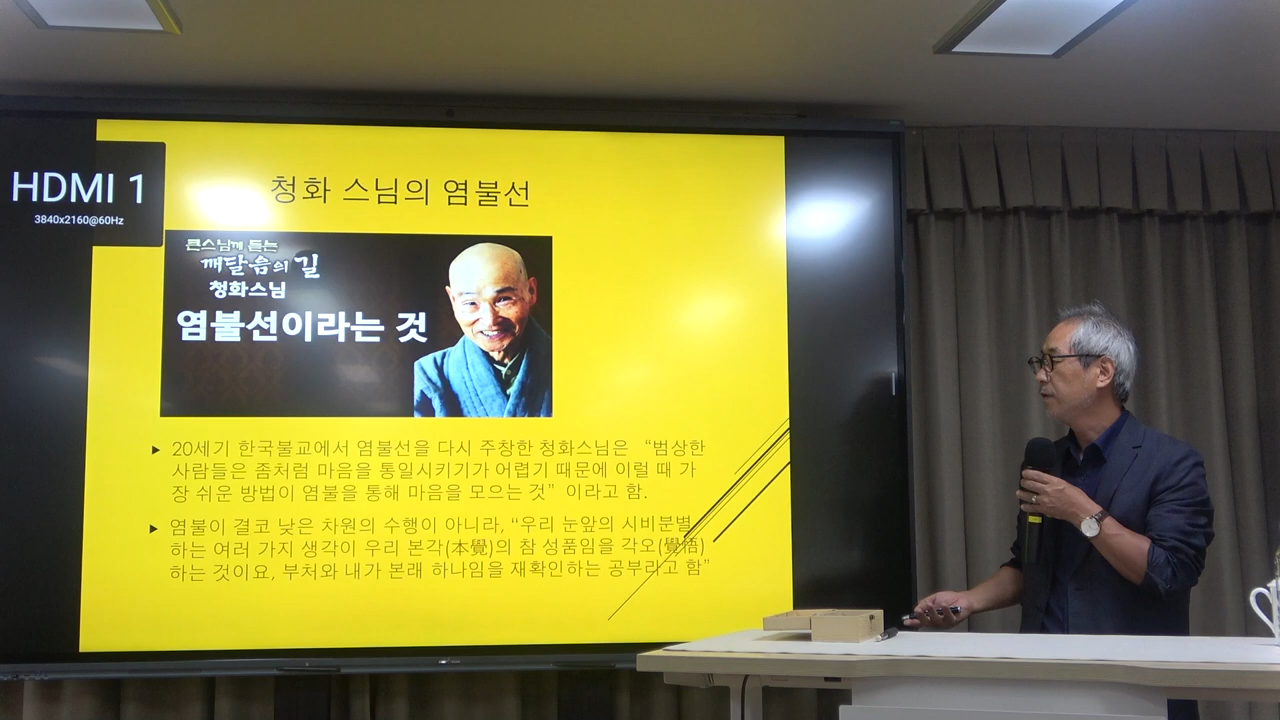 HDMI 1
3840x2160@60Hz
청화 스님의 염불선
큰스님께 듣는
깨달음의 길
청화스님
염불선이라는 것
20세기 한국불교에서 염불선을 다시 주창한 청화스님은 “범상한
사람들은 좀처럼 마음을 통일시키기가 어렵기 때문에 이럴 때 가
장 쉬운 방법이 염불을 통해 마음을 모으는 것” 이라고 함.
염불이 결코 낮은 차원의 수행이 아니라, “우리 눈앞의 시비분별
하는 여러 가지 생각이 우리 본각(本覺)의 참 성품임을 각오(覺悟)
하는 것이요, 부처와 내가 본래 하나임을 재확인하는 공부라고 함”